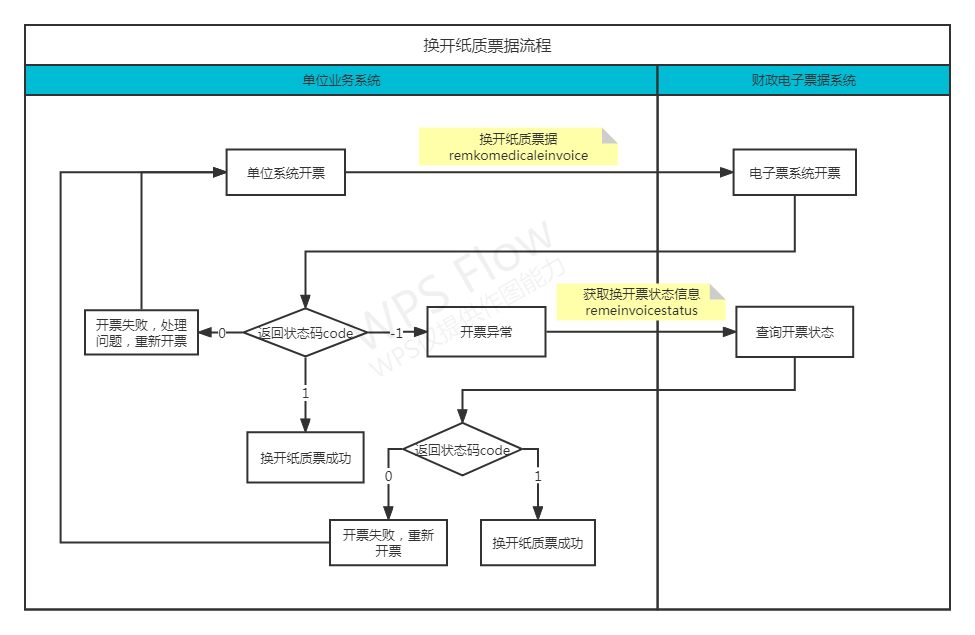 换开纸质票据流程
单位业务系统
财政电子票据系统
换开纸质票据
remkomedicaleinvoice
单位系统开票
电子票系统开票
WPS Flow
WPS仅提供作图能力
获取换开票状态信息
remeinvoicestatus
开票失败，处理
问题，重新开票
0
返回状态码code
-1
开票异常
查询开票状态
1
换开纸质票成功
返回状态码code
0
1
开票失败，重新
开票
换开纸质票成功